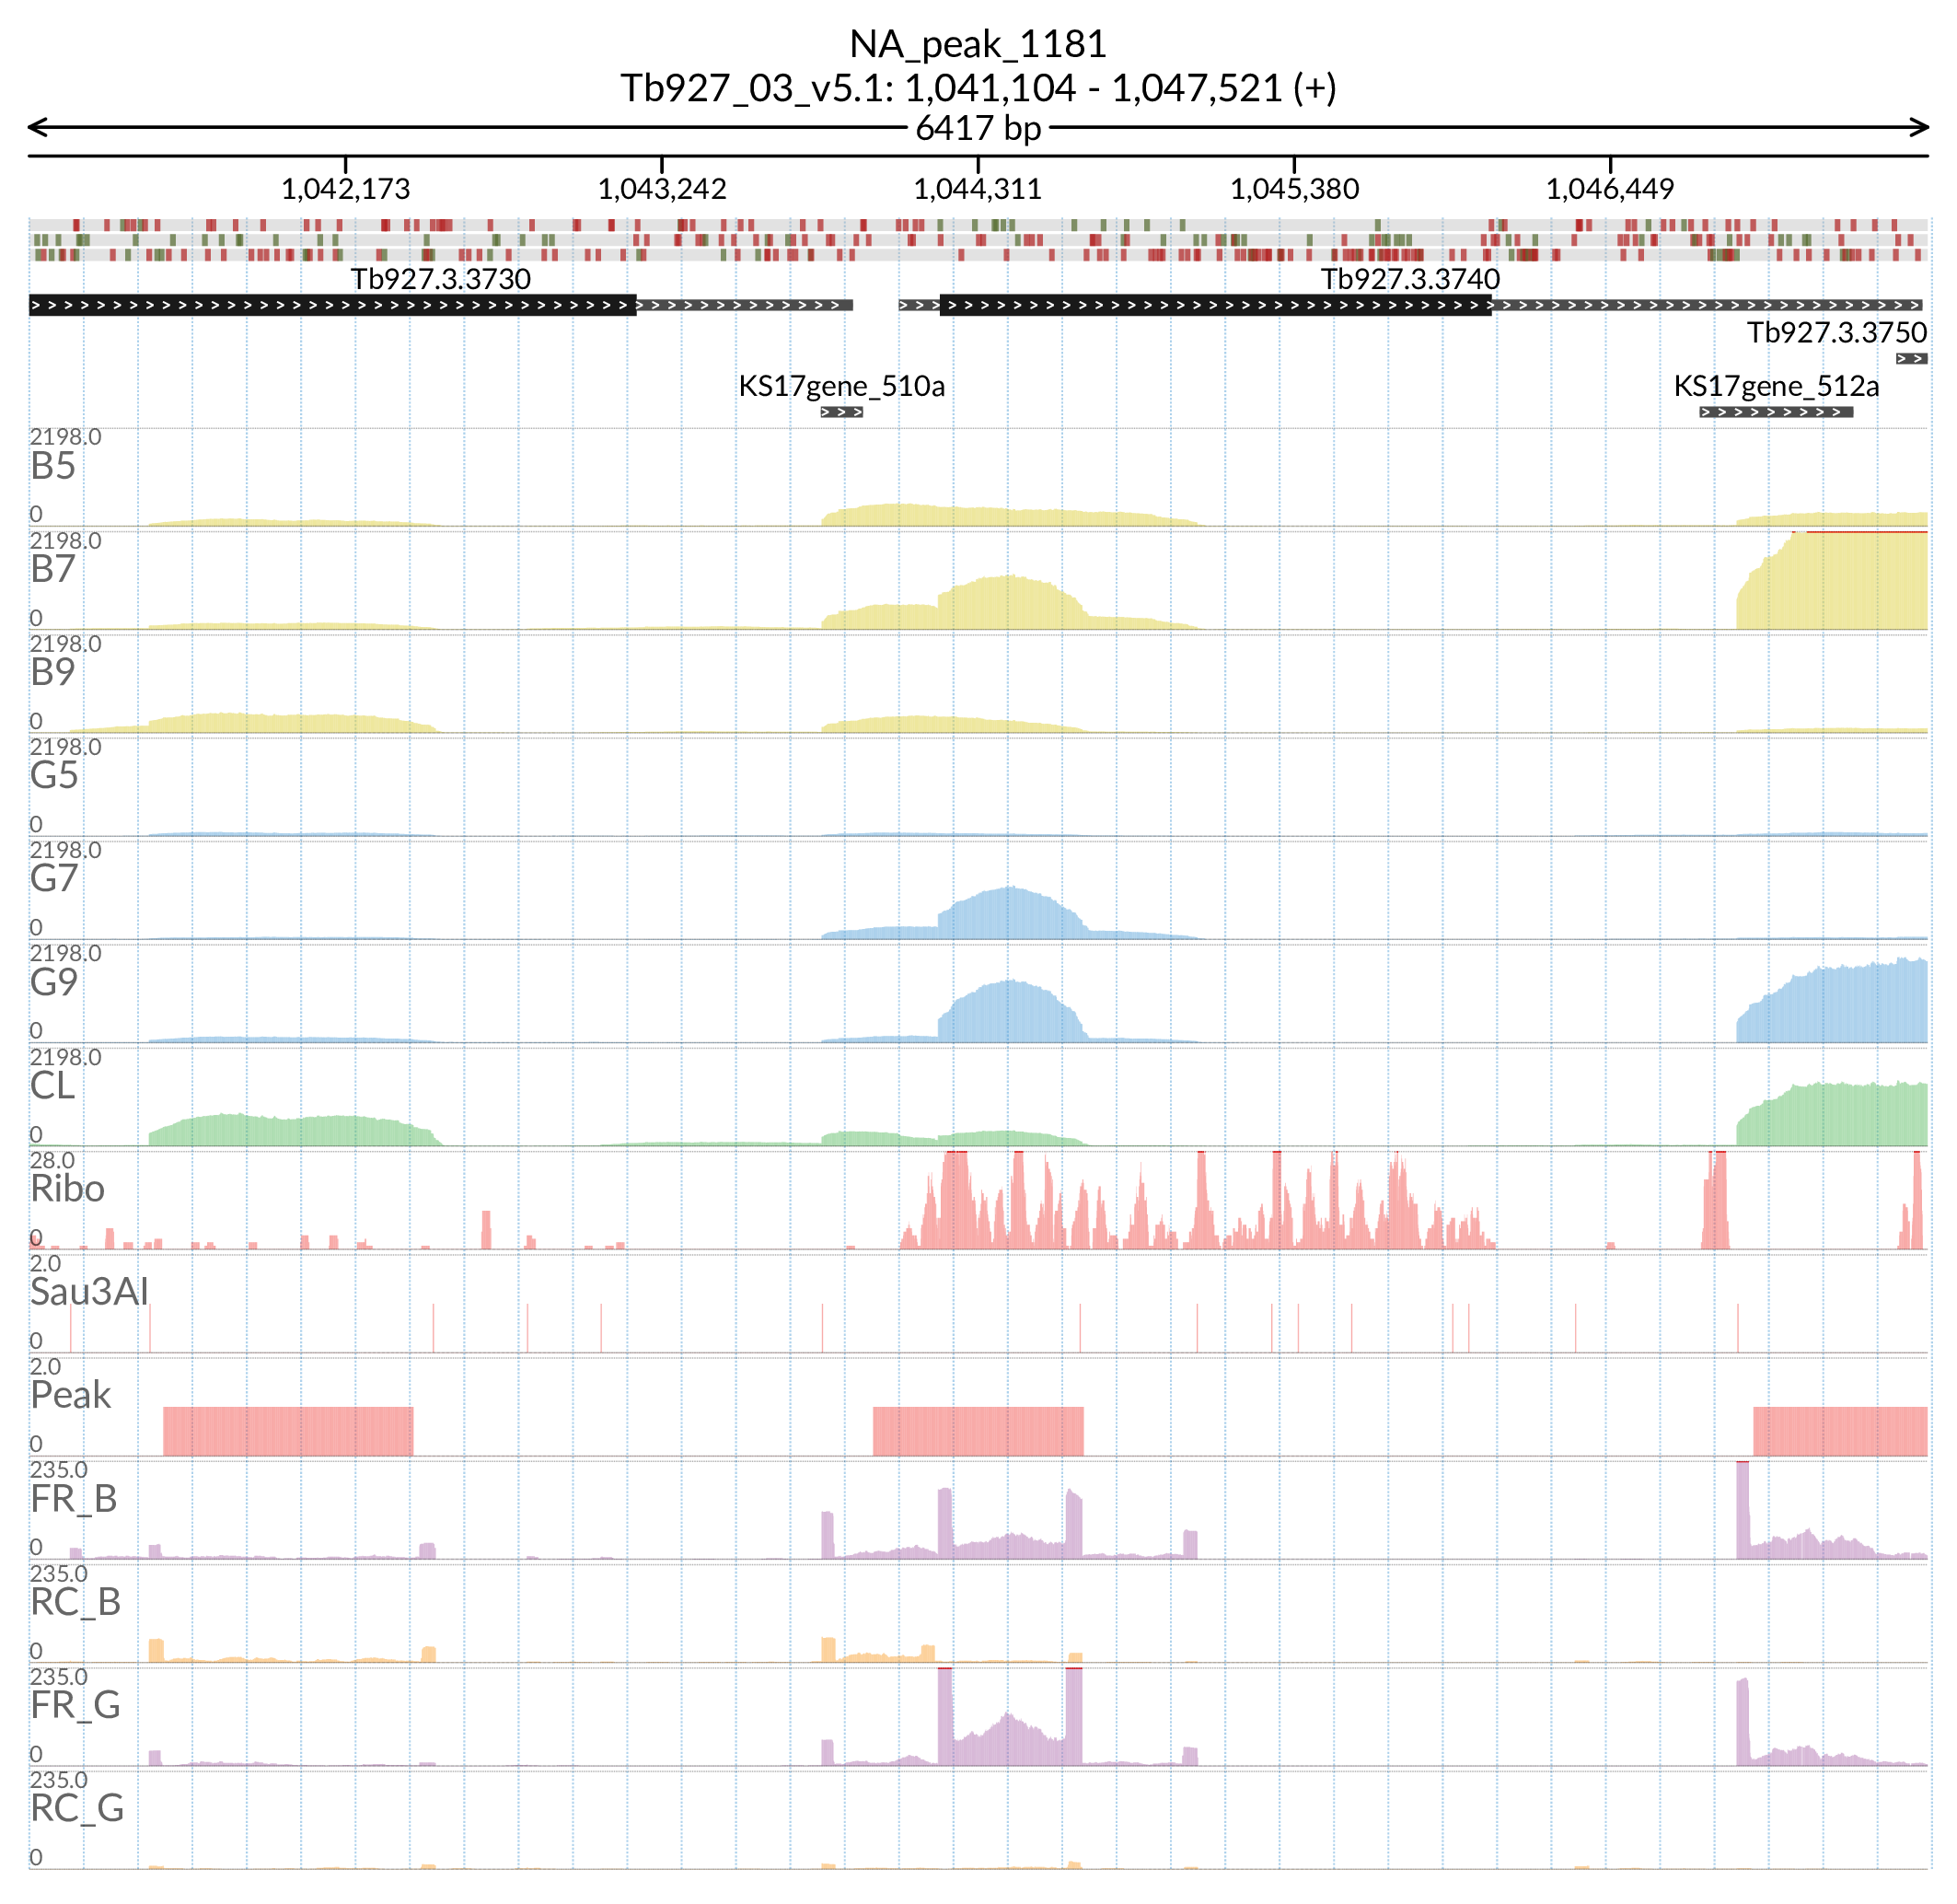 NA_peak_1181
Tb927_03_v5.1: 1,041,104 - 1,047,521 (+)
6417 bp
1,042,173 1,043,242 1,044,311 1,045,380 1,046,449
Tb927.3.3730 Tb927.3.3740
Tb927.3.3750
KS17gene_510a KS17gene_512a
2198.0
B5
0
2198.0
B7
0
2198.0
B9
0
2198.0
G5
0
2198.0
G7
0
2198.0
G9
0
2198.0
CL
0
28.0
Ribo
0
2.0
Sau3AI
0
2.0
Peak
0
235.0
FR_B
0
235.0
RC_B
0
235.0
FR_G
0
235.0
RC_G
0